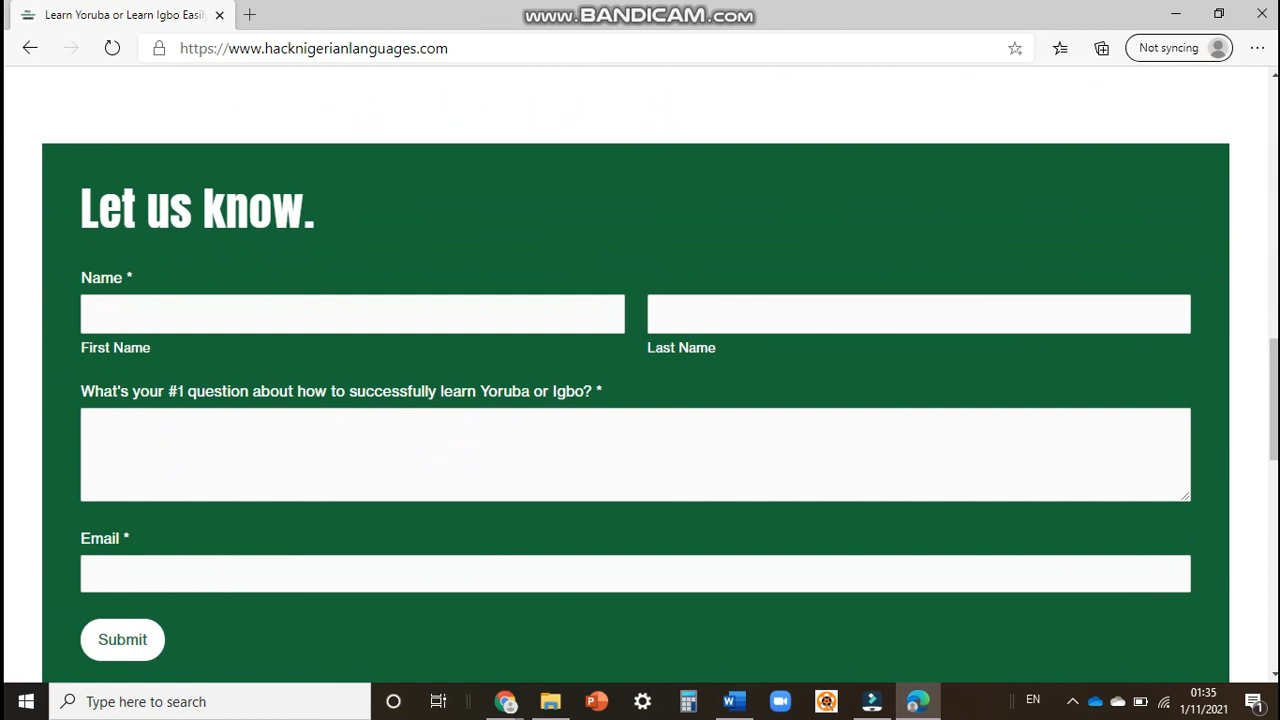 Learn Yoruba or Learn Igbo Easily
www.BANDICAM.com
https://www.hacknigerianlanguages.com
Not syncing
Let us know.
Name *
First Name
Last Name
What's your #1 question about how to successfully learn Yoruba or Igbo? *
Email *
Submit
Type here to search
EN
01:35
1/11/2021
1